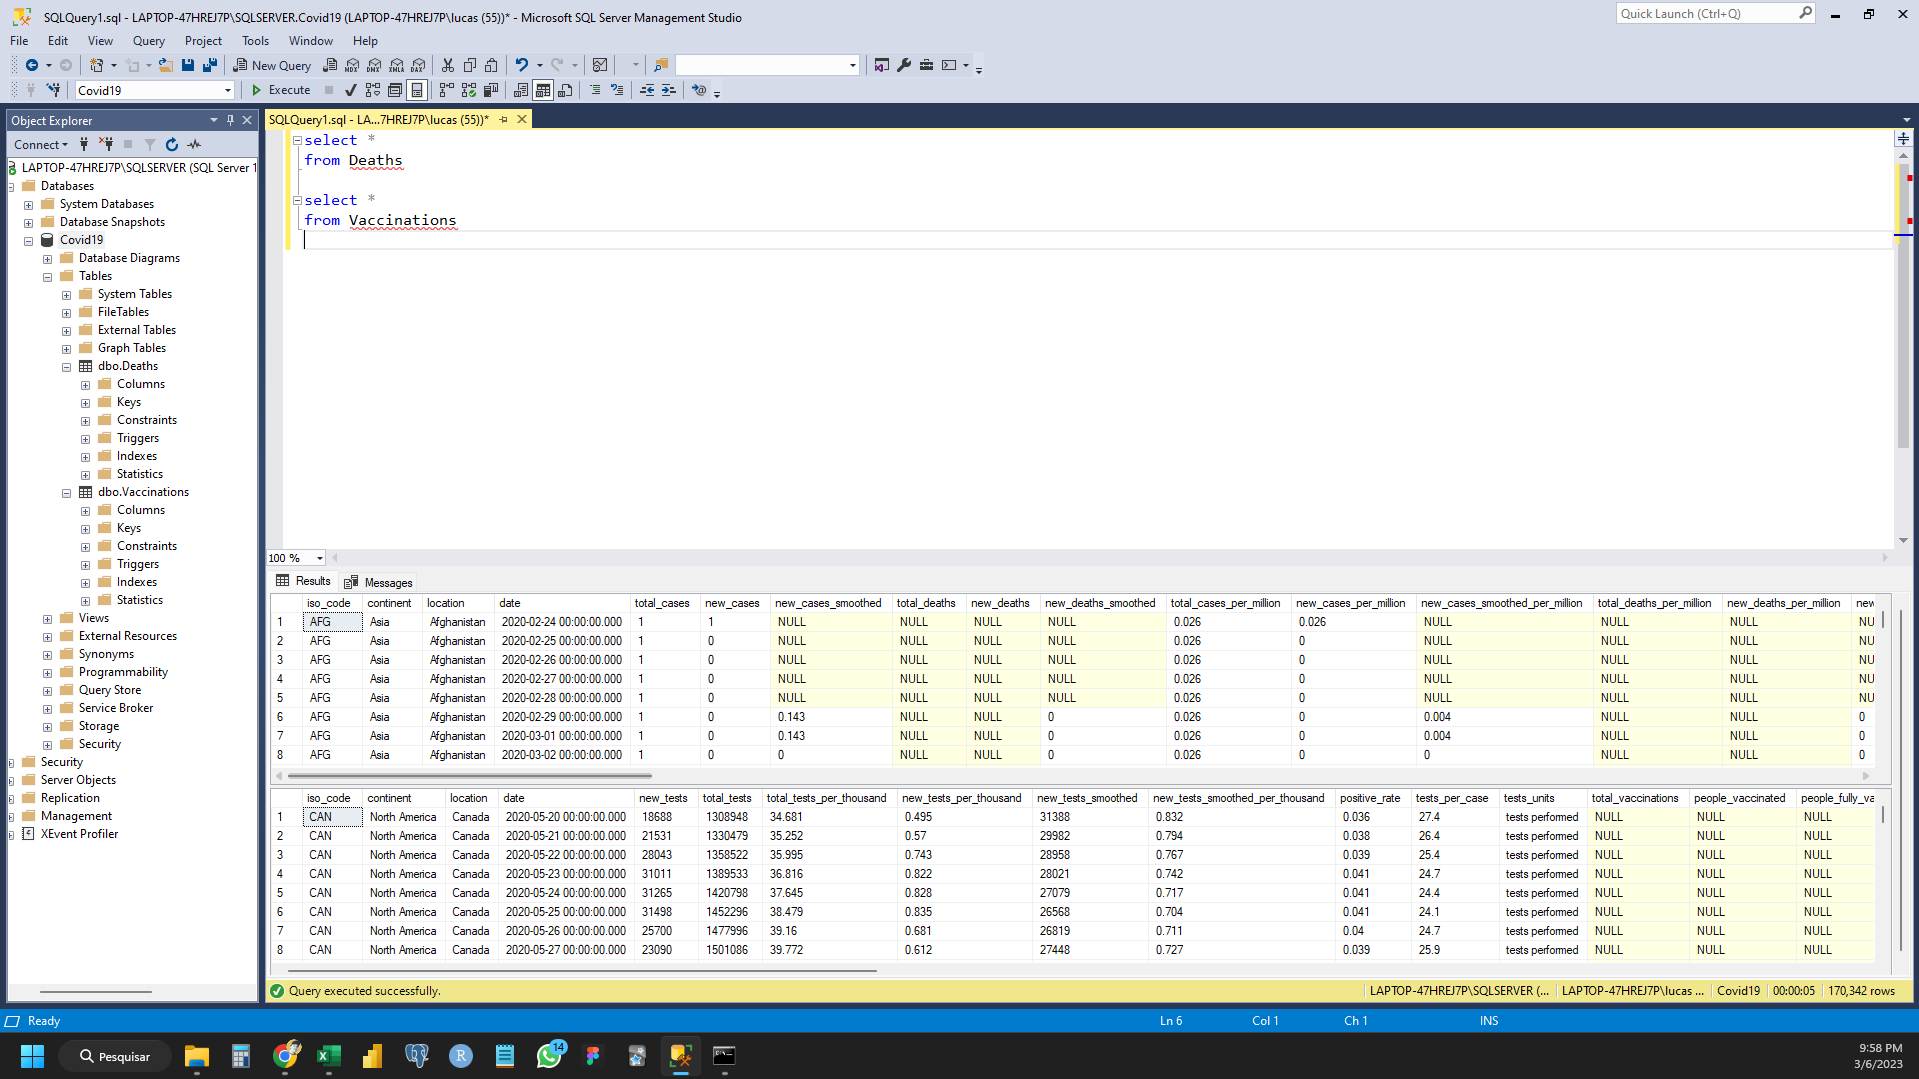 SQLQuery1.sql - LAPTOP-47HREJ7P\SQLSERVER.Covid19 (LAPTOP-47HREJ7P\lucas (55))* - Microsoft SQL Server Management Studio
Quick Launch (Ctrl+Q)
File Edit View Query Project Tools Window Help
New Query MDX DMX XMLA DAX
Covid19 Execute
Object Explorer
SQLQuery1.sql - LA...7HREJ7P\lucas (55))*
Connect
LAPTOP-47HREJ7P\SQLSERVER (SQL Server 1
Databases
System Databases
Database Snapshots
Covid19
Database Diagrams
Tables
System Tables
FileTables
External Tables
Graph Tables
dbo.Deaths
Columns
Keys
Constraints
Triggers
Indexes
Statistics
dbo.Vaccinations
Columns
Keys
Constraints
Triggers
Indexes
Statistics
Views
External Resources
Synonyms
Programmability
Query Store
Service Broker
Storage
Security
Security
Server Objects
Replication
Management
XEvent Profiler
select *
from Deaths
select *
from Vaccinations
100 %
Results Messages
iso_code continent location date total_cases new_cases new_cases_smoothed total_deaths new_deaths new_deaths_smoothed total_cases_per_million new_cases_per_million new_cases_smoothed_per_million total_deaths_per_million new_deaths_per_million new
1 AFG Asia Afghanistan 2020-02-24 00:00:00.000 1 1 NULL NULL NULL NULL 0.026 0.026 NULL NULL NULL NU
2 AFG Asia Afghanistan 2020-02-25 00:00:00.000 1 0 NULL NULL NULL NULL 0.026 0 NULL NULL NULL NU
3 AFG Asia Afghanistan 2020-02-26 00:00:00.000 1 0 NULL NULL NULL NULL 0.026 0 NULL NULL NULL NU
4 AFG Asia Afghanistan 2020-02-27 00:00:00.000 1 0 NULL NULL NULL NULL 0.026 0 NULL NULL NULL NU
5 AFG Asia Afghanistan 2020-02-28 00:00:00.000 1 0 NULL NULL NULL NULL 0.026 0 NULL NULL NULL NU
6 AFG Asia Afghanistan 2020-02-29 00:00:00.000 1 0 0.143 NULL NULL 0 0.026 0 0.004 NULL NULL 0
7 AFG Asia Afghanistan 2020-03-01 00:00:00.000 1 0 0.143 NULL NULL 0 0.026 0 0.004 NULL NULL 0
8 AFG Asia Afghanistan 2020-03-02 00:00:00.000 1 0 0 NULL NULL 0 0.026 0 0 NULL NULL 0
iso_code continent location date new_tests total_tests total_tests_per_thousand new_tests_per_thousand new_tests_smoothed new_tests_smoothed_per_thousand positive_rate tests_per_case tests_units total_vaccinations people_vaccinated people_fully_va
1 CAN North America Canada 2020-05-20 00:00:00.000 18688 1308948 34.681 0.495 31388 0.832 0.036 27.4 tests performed NULL NULL NULL
2 CAN North America Canada 2020-05-21 00:00:00.000 21531 1330479 35.252 0.57 29982 0.794 0.038 26.4 tests performed NULL NULL NULL
3 CAN North America Canada 2020-05-22 00:00:00.000 28043 1358522 35.995 0.743 28958 0.767 0.039 25.4 tests performed NULL NULL NULL
4 CAN North America Canada 2020-05-23 00:00:00.000 31011 1389533 36.816 0.822 28021 0.742 0.041 24.7 tests performed NULL NULL NULL
5 CAN North America Canada 2020-05-24 00:00:00.000 31265 1420798 37.645 0.828 27079 0.717 0.041 24.4 tests performed NULL NULL NULL
6 CAN North America Canada 2020-05-25 00:00:00.000 31498 1452296 38.479 0.835 26568 0.704 0.041 24.1 tests performed NULL NULL NULL
7 CAN North America Canada 2020-05-26 00:00:00.000 25700 1477996 39.16 0.681 26819 0.711 0.04 24.7 tests performed NULL NULL NULL
8 CAN North America Canada 2020-05-27 00:00:00.000 23090 1501086 39.772 0.612 27448 0.727 0.039 25.9 tests performed NULL NULL NULL
Query executed successfully. LAPTOP-47HREJ7P\SQLSERVER (... LAPTOP-47HREJ7P\lucas ... Covid19 00:00:05 170,342 rows
Ready Ln 6 Col 1 Ch 1 INS
Pesquisar R 14
9:58 PM
3/6/2023